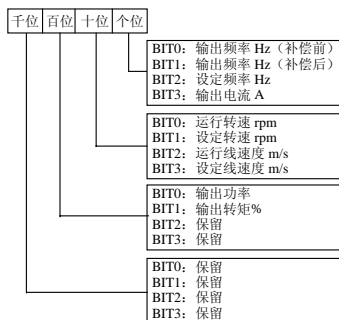 千位 百位 十位 个位
BIT0：输出频率 Hz（补偿前）
BIT1：输出频率 Hz（补偿后）
BIT2：设定频率 Hz
BIT3：输出电流 A
BIT0：运行转速 rpm
BIT1：设定转速 rpm
BIT2：运行线速度 m/s
BIT3：设定线速度 m/s
BIT0：输出功率
BIT1：输出转矩%
BIT2：保留
BIT3：保留
BIT0：保留
BIT1：保留
BIT2：保留
BIT3：保留